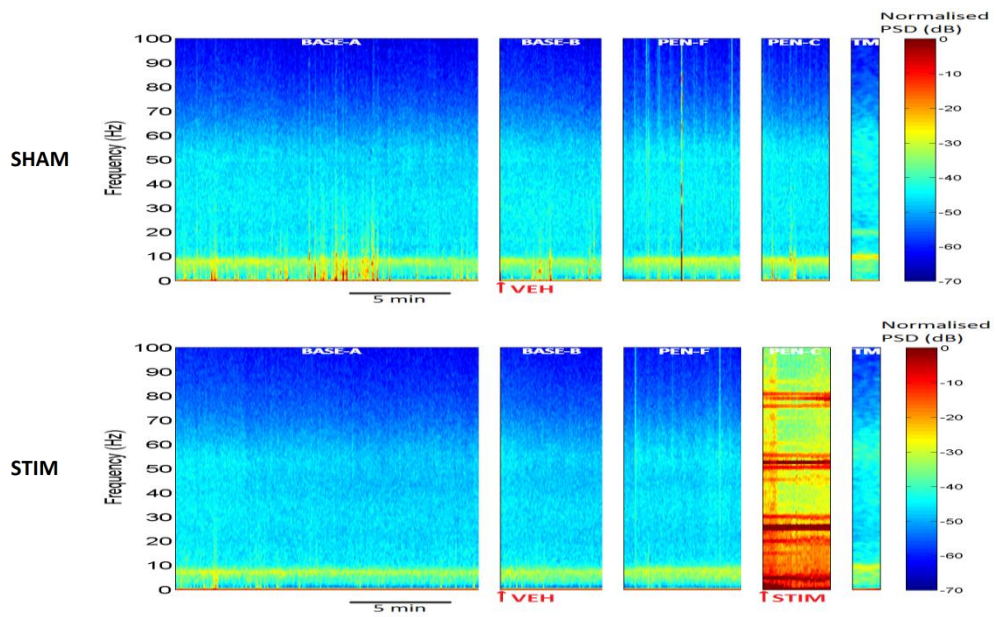 Normalised
PSD (dB)
BASE-A BASE-B PEN-F PEN-C TM
SHAM
Frequency (Hz)
100
90
80
70
60
50
40
30
20
10
0
0
-10
-20
-30
-40
-50
-60
-70
5 min
↑VEH
Normalised
PSD (dB)
BASE-A BASE-B PEN-F PEN-C TM
STIM
Frequency (Hz)
100
90
80
70
60
50
40
30
20
10
0
0
-10
-20
-30
-40
-50
-60
-70
5 min
↑VEH
↑STIM